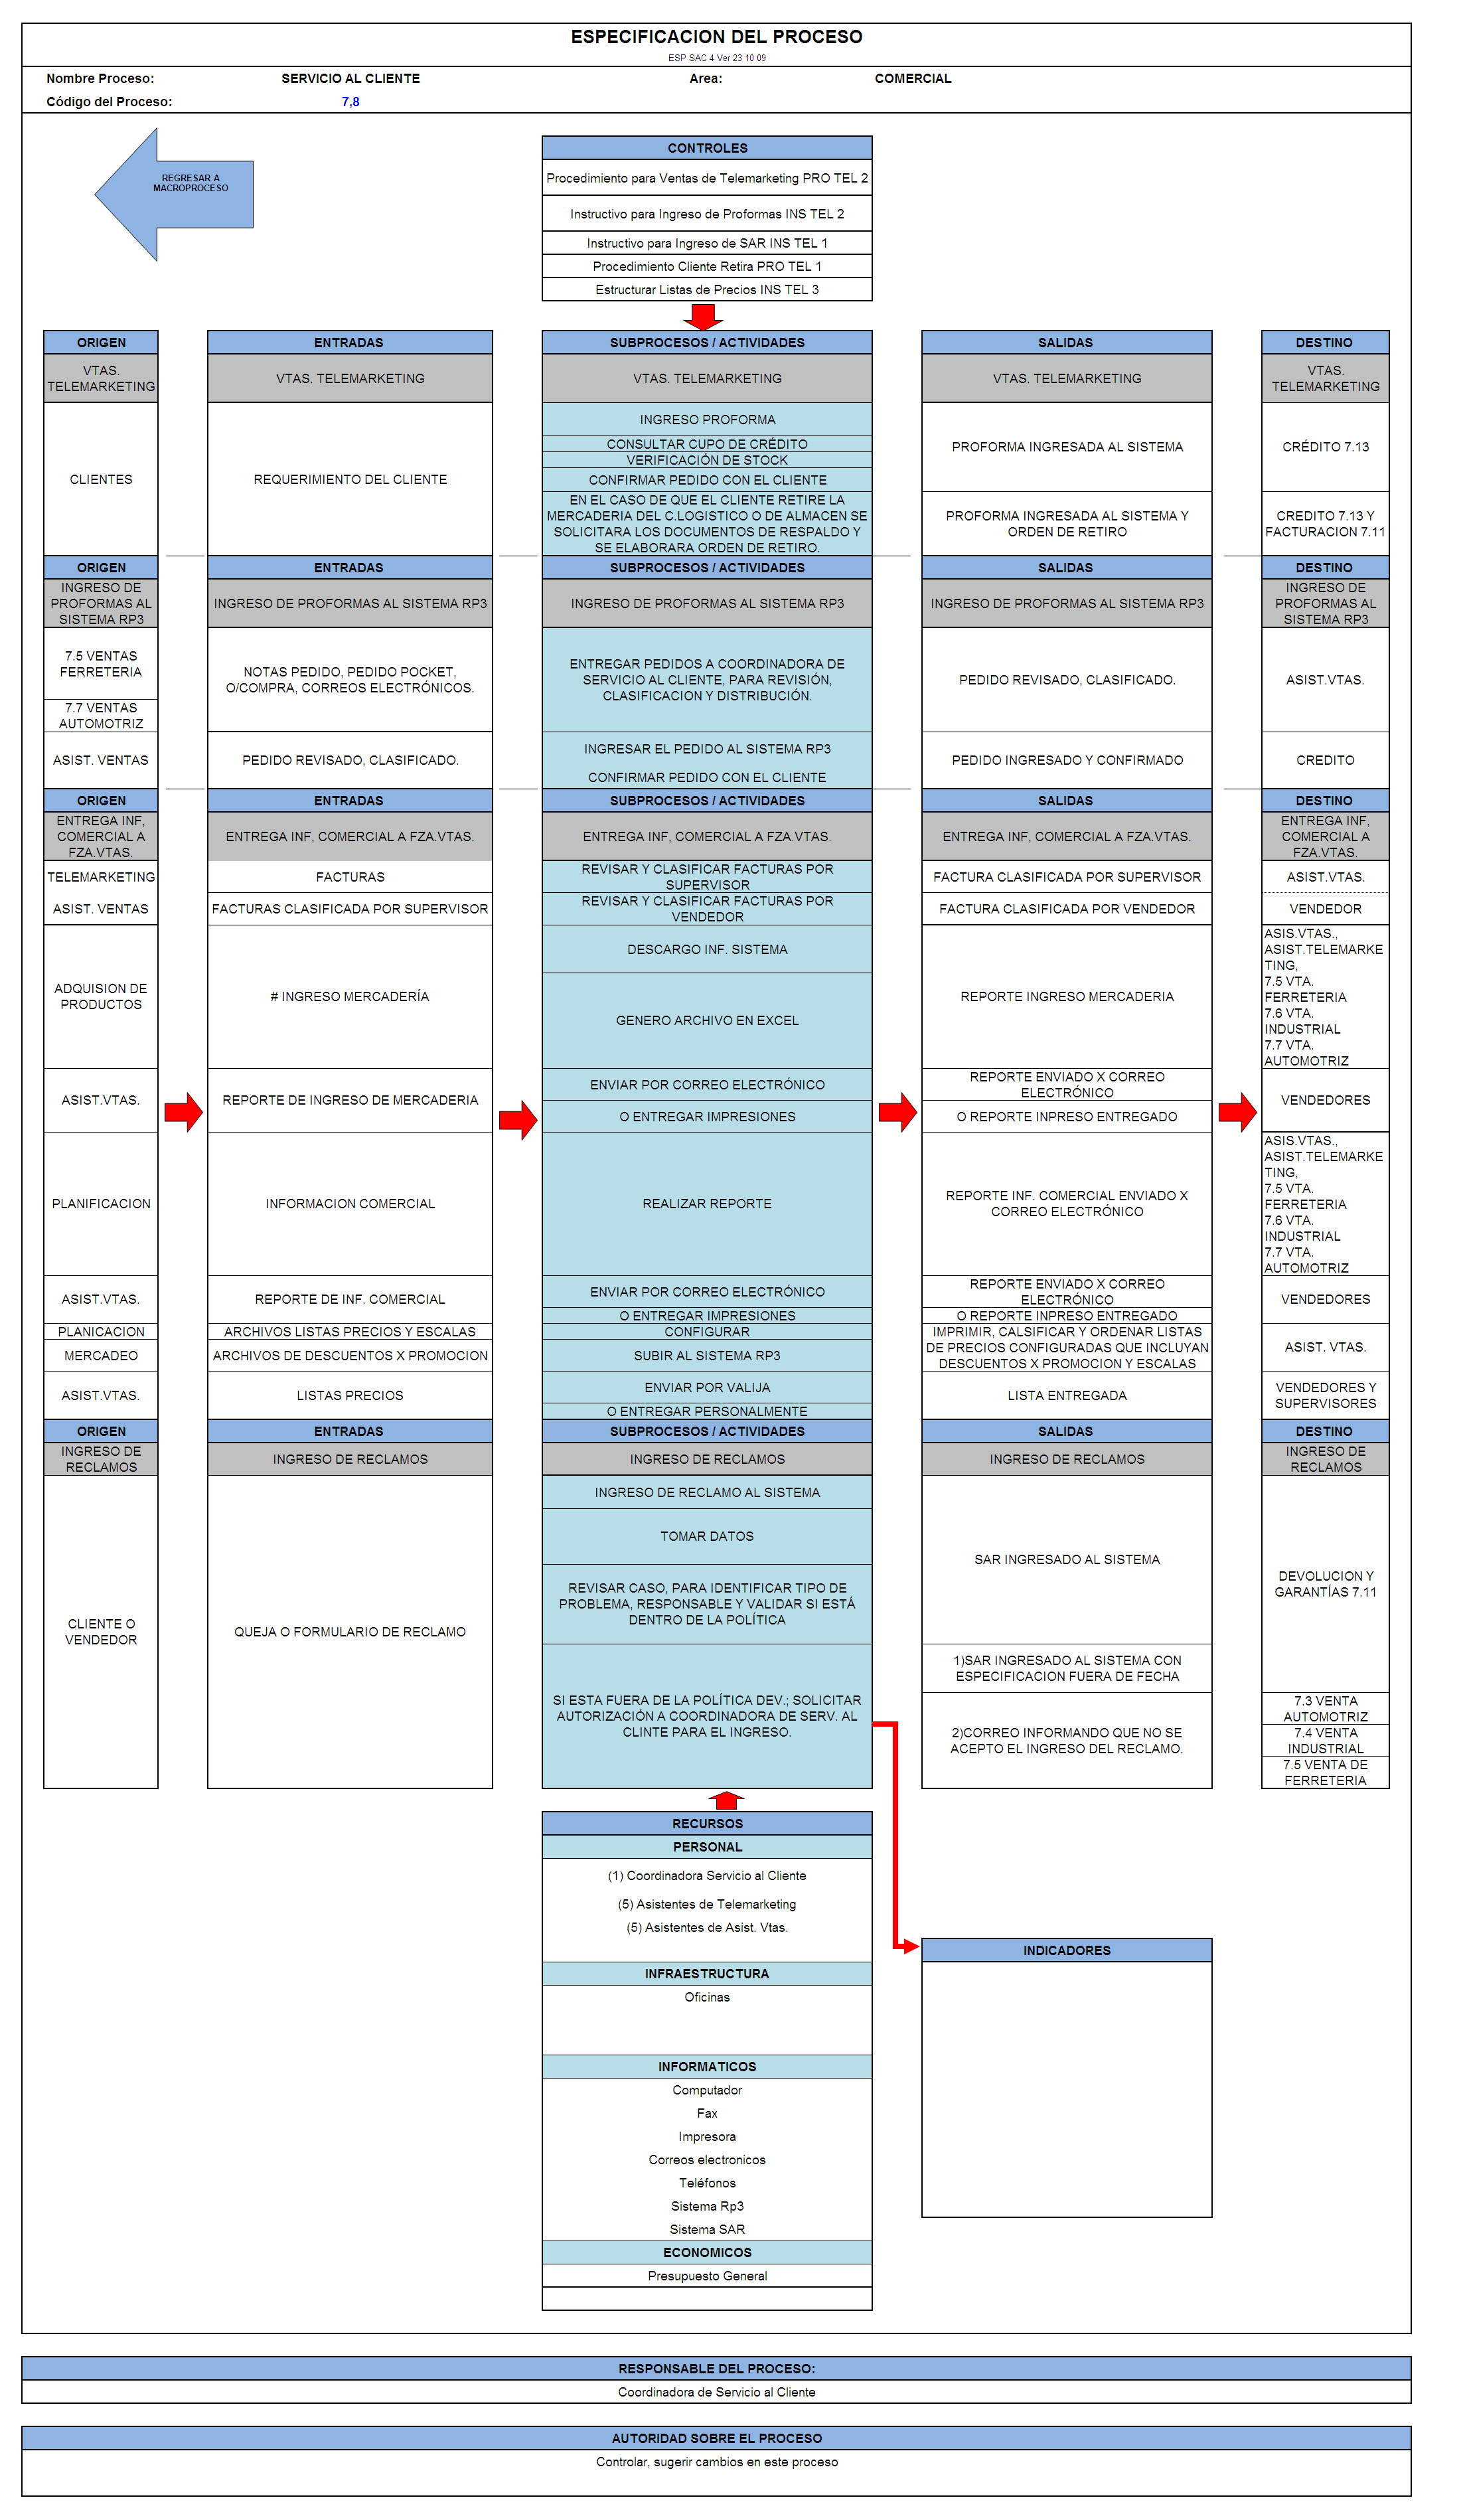 ESPECIFICACION DEL PROCESO
ESP SAC 4 Ver 23 10 09
Nombre Proceso: SERVICIO AL CLIENTE Area: COMERCIAL
Código del Proceso: 7,8
REGRESAR A
MACROPROCESO
CONTROLES
Procedimiento para Ventas de Telemarketing PRO TEL 2
Instructivo para Ingreso de Proformas INS TEL 2
Instructivo para Ingreso de SAR INS TEL 1
Procedimiento Cliente Retira PRO TEL 1
Estructurar Listas de Precios INS TEL 3
ORIGEN
VTAS.
TELEMARKETING
CLIENTES
ENTRADAS
VTAS. TELEMARKETING
REQUERIMIENTO DEL CLIENTE
SUBPROCESOS / ACTIVIDADES
VTAS. TELEMARKETING
INGRESO PROFORMA
CONSULTAR CUPO DE CRÉDITO
VERIFICACIÓN DE STOCK
CONFIRMAR PEDIDO CON EL CLIENTE
EN EL CASO DE QUE EL CLIENTE RETIRE LA
MERCADERIA DEL C.LOGISTICO O DE ALMACEN SE
SOLICITARA LOS DOCUMENTOS DE RESPALDO Y
SE ELABORARA ORDEN DE RETIRO.
SALIDAS
VTAS. TELEMARKETING
PROFORMA INGRESADA AL SISTEMA
PROFORMA INGRESADA AL SISTEMA Y
ORDEN DE RETIRO
DESTINO
VTAS.
TELEMARKETING
CRÉDITO 7.13
CREDITO 7.13 Y
FACTURACION 7.11
ORIGEN
INGRESO DE
PROFORMAS AL
SISTEMA RP3
7.5 VENTAS
FERRETERIA
7.7 VENTAS
AUTOMOTRIZ
ASIST. VENTAS
ENTRADAS
INGRESO DE PROFORMAS AL SISTEMA RP3
NOTAS PEDIDO, PEDIDO POCKET,
O/COMPRA, CORREOS ELECTRÓNICOS.
PEDIDO REVISADO, CLASIFICADO.
SUBPROCESOS / ACTIVIDADES
INGRESO DE PROFORMAS AL SISTEMA RP3
ENTREGAR PEDIDOS A COORDINADORA DE
SERVICIO AL CLIENTE, PARA REVISIÓN,
CLASIFICACION Y DISTRIBUCIÓN.
INGRESAR EL PEDIDO AL SISTEMA RP3
CONFIRMAR PEDIDO CON EL CLIENTE
SALIDAS
INGRESO DE PROFORMAS AL SISTEMA RP3
PEDIDO REVISADO, CLASIFICADO.
PEDIDO INGRESADO Y CONFIRMADO
DESTINO
INGRESO DE
PROFORMAS AL
SISTEMA RP3
ASIST.VTAS.
CREDITO
ORIGEN
ENTREGA INF,
COMERCIAL A
FZA.VTAS.
TELEMARKETING
ASIST. VENTAS
ADQUISION DE
PRODUCTOS
ASIST.VTAS.
PLANIFICACION
ASIST.VTAS.
PLANICACION
MERCADEO
ASIST.VTAS.
ENTRADAS
ENTREGA INF, COMERCIAL A FZA.VTAS.
FACTURAS
FACTURAS CLASIFICADA POR SUPERVISOR
# INGRESO MERCADERÍA
REPORTE DE INGRESO DE MERCADERIA
INFORMACION COMERCIAL
REPORTE DE INF. COMERCIAL
ARCHIVOS LISTAS PRECIOS Y ESCALAS
ARCHIVOS DE DESCUENTOS X PROMOCION
LISTAS PRECIOS
SUBPROCESOS / ACTIVIDADES
ENTREGA INF, COMERCIAL A FZA.VTAS.
REVISAR Y CLASIFICAR FACTURAS POR
SUPERVISOR
REVISAR Y CLASIFICAR FACTURAS POR
VENDEDOR
DESCARGO INF. SISTEMA
GENERO ARCHIVO EN EXCEL
ENVIAR POR CORREO ELECTRÓNICO
O ENTREGAR IMPRESIONES
REALIZAR REPORTE
ENVIAR POR CORREO ELECTRÓNICO
O ENTREGAR IMPRESIONES
CONFIGURAR
SUBIR AL SISTEMA RP3
ENVIAR POR VALIJA
O ENTREGAR PERSONALMENTE
SALIDAS
ENTREGA INF, COMERCIAL A FZA.VTAS.
FACTURA CLASIFICADA POR SUPERVISOR
FACTURA CLASIFICADA POR VENDEDOR
REPORTE INGRESO MERCADERIA
REPORTE ENVIADO X CORREO
ELECTRÓNICO
O REPORTE INPRESO ENTREGADO
REPORTE INF. COMERCIAL ENVIADO X
CORREO ELECTRÓNICO
REPORTE ENVIADO X CORREO
ELECTRÓNICO
O REPORTE INPRESO ENTREGADO
IMPRIMIR, CALSIFICAR Y ORDENAR LISTAS
DE PRECIOS CONFIGURADAS QUE INCLUYAN
DESCUENTOS X PROMOCION Y ESCALAS
LISTA ENTREGADA
DESTINO
ENTREGA INF,
COMERCIAL A
FZA.VTAS.
ASIST.VTAS.
VENDEDOR
ASIS.VTAS.,
ASIST.TELEMARKE
TING,
7.5 VTA.
FERRETERIA
7.6 VTA.
INDUSTRIAL
7.7 VTA.
AUTOMOTRIZ
VENDEDORES
ASIS.VTAS.,
ASIST.TELEMARKE
TING,
7.5 VTA.
FERRETERIA
7.6 VTA.
INDUSTRIAL
7.7 VTA.
AUTOMOTRIZ
VENDEDORES
ASIST. VTAS.
VENDEDORES Y
SUPERVISORES
ORIGEN
INGRESO DE
RECLAMOS
CLIENTE O
VENDEDOR
ENTRADAS
INGRESO DE RECLAMOS
QUEJA O FORMULARIO DE RECLAMO
SUBPROCESOS / ACTIVIDADES
INGRESO DE RECLAMOS
INGRESO DE RECLAMO AL SISTEMA
TOMAR DATOS
REVISAR CASO, PARA IDENTIFICAR TIPO DE
PROBLEMA, RESPONSABLE Y VALIDAR SI ESTÁ
DENTRO DE LA POLÍTICA
SI ESTA FUERA DE LA POLÍTICA DEV.; SOLICITAR
AUTORIZACIÓN A COORDINADORA DE SERV. AL
CLINTE PARA EL INGRESO.
SALIDAS
INGRESO DE RECLAMOS
SAR INGRESADO AL SISTEMA
1)SAR INGRESADO AL SISTEMA CON
ESPECIFICACION FUERA DE FECHA
2)CORREO INFORMANDO QUE NO SE
ACEPTO EL INGRESO DEL RECLAMO.
DESTINO
INGRESO DE
RECLAMOS
DEVOLUCION Y
GARANTÍAS 7.11
7.3 VENTA
AUTOMOTRIZ
7.4 VENTA
INDUSTRIAL
7.5 VENTA DE
FERRETERIA
RECURSOS
PERSONAL
(1) Coordinadora Servicio al Cliente
(5) Asistentes de Telemarketing
(5) Asistentes de Asist. Vtas.
INFRAESTRUCTURA
Oficinas
INFORMATICOS
Computador
Fax
Impresora
Correos electronicos
Teléfonos
Sistema Rp3
Sistema SAR
ECONOMICOS
Presupuesto General
INDICADORES
RESPONSABLE DEL PROCESO:
Coordinadora de Servicio al Cliente
AUTORIDAD SOBRE EL PROCESO
Controlar, sugerir cambios en este proceso